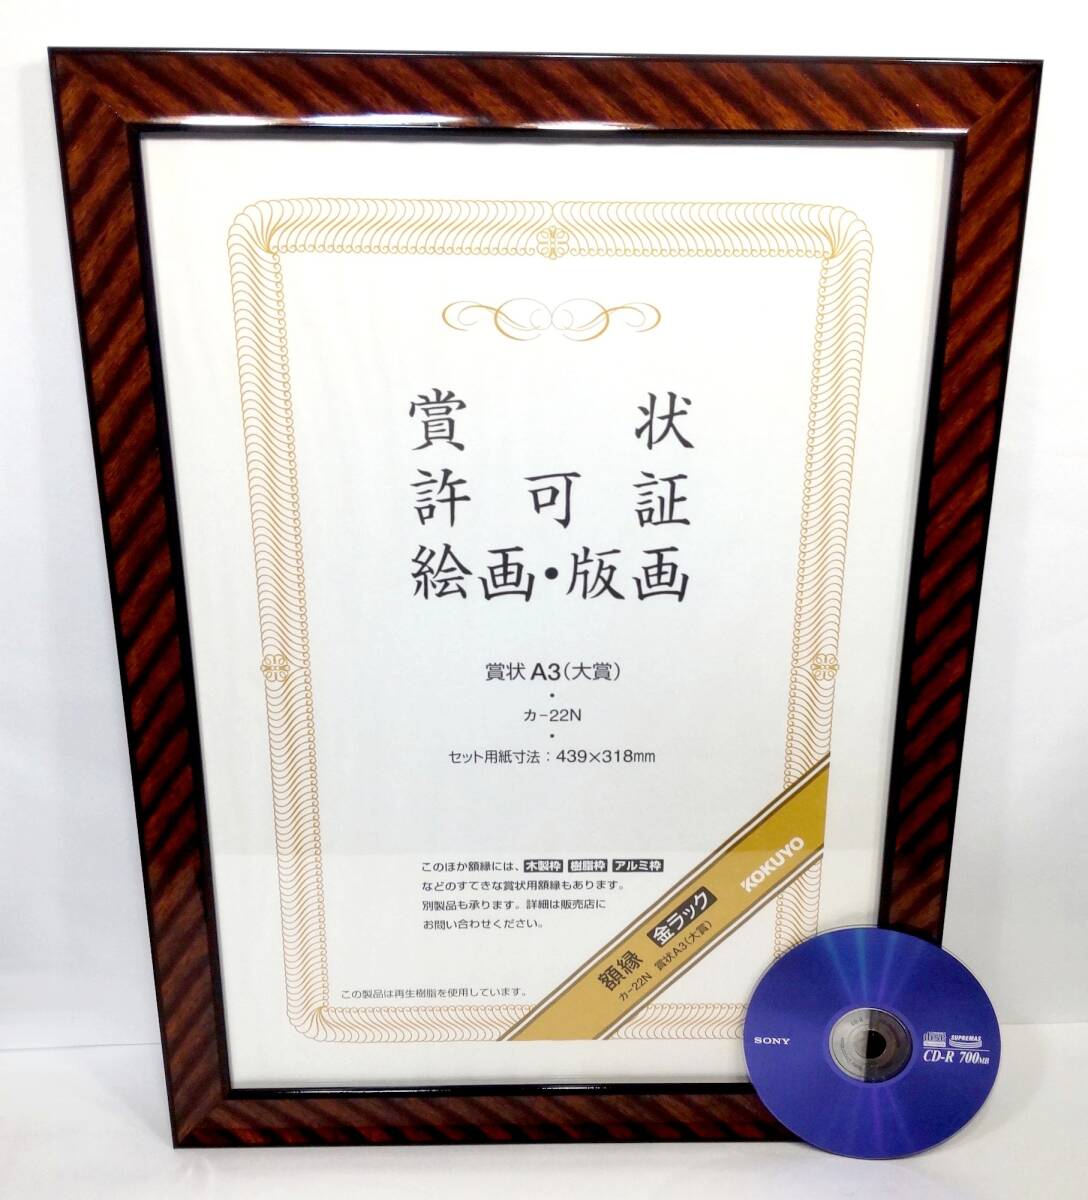 賞状
許可証
絵画・版画
賞状 A3(大賞)
・
カ-22N
・
セット用紙寸法：439×318mm
このほか額縁には、木製枠 樹脂枠 アルミ枠
などのすてきな賞状用額縁もあります。
別製品も承ります。詳細は販売店に
お問い合わせください。
この製品は再生樹脂を使用しています。
額縁 金ラック KOKUYO
カ-22N 賞状A3(大賞)
SONY
SUPREMAS
CD-R 700MB